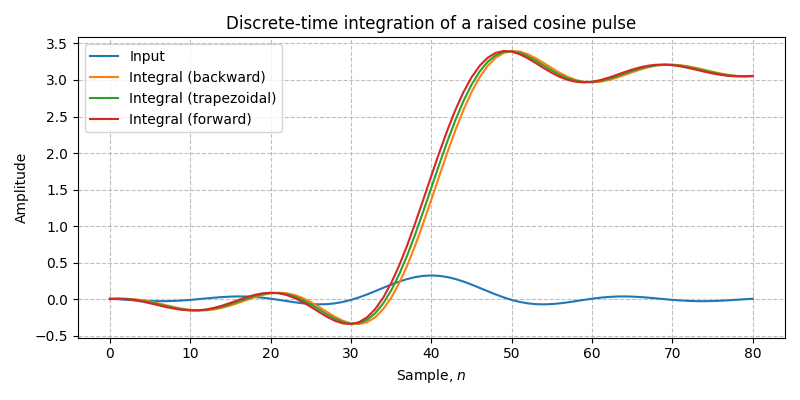 Discrete-time integration of a raised cosine pulse
Input
Integral (backward)
Integral (trapezoidal)
Integral (forward)
Amplitude
3.5
3.0
2.5
2.0
1.5
1.0
0.5
0.0
−0.5
0 10 20 30 40 50 60 70 80
Sample, n